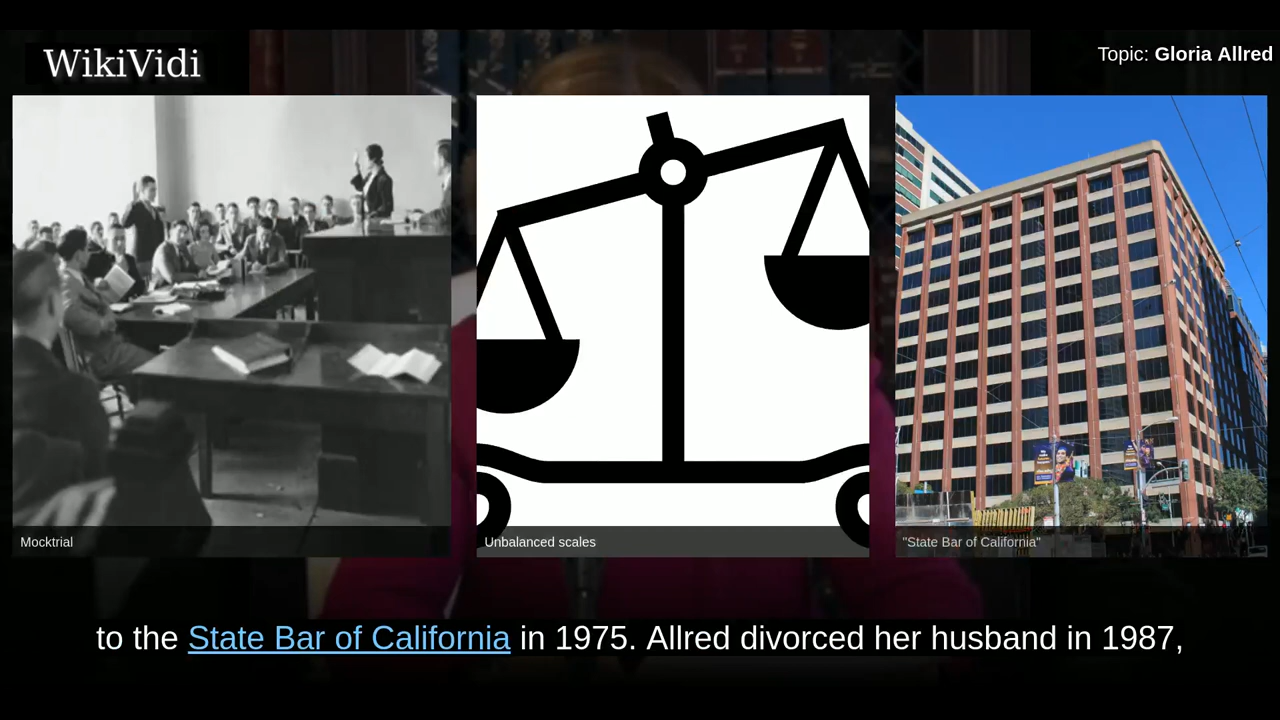 WikiVidi
Topic: Gloria Allred
Mocktrial
Unbalanced scales
"State Bar of California"
to the State Bar of California in 1975. Allred divorced her husband in 1987,